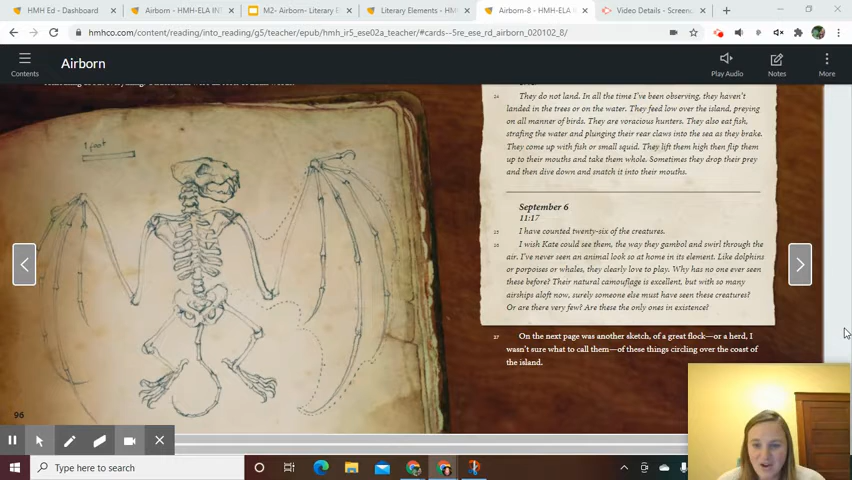 HMH Ed - Dashboard
Airborn - HMH-ELA INT
M2- Airborn- Literary E
Literary Elements - HM
Airborn-8 - HMH-ELA I
Video Details - Screen
hmhco.com/content/reading/into_reading/g5/teacher/epub/hmh_ir5_ese02a_teacher/#cards--5re_ese_rd_airborn_020102_8/
Contents
Airborn
Play Audio
Notes
More
1 foot
96
24 They do not land. In all the time I've been observing, they haven't
landed in the trees or on the water. They feed low over the island, preying
on all manner of birds. They are voracious hunters. They also eat fish,
strafing the water and plunging their rear claws into the sea as they brake.
They come up with fish or small squid. They lift them high then flip them
up to their mouths and take them whole. Sometimes they drop their prey
and then dive down and snatch it into their mouths.
September 6
11:17
25 I have counted twenty-six of the creatures.
26 I wish Kate could see them, the way they gambol and swirl through the
air. I've never seen an animal look so at home in its element. Like dolphins
or porpoises or whales, they clearly love to play. Why has no one ever seen
these before? Their natural camouflage is excellent, but with so many
airships aloft now, surely someone else must have seen these creatures?
Or are there very few? Are these the only ones in existence?
27 On the next page was another sketch, of a great flock—or a herd, I
wasn't sure what to call them—of these things circling over the coast of
the island.
Type here to search